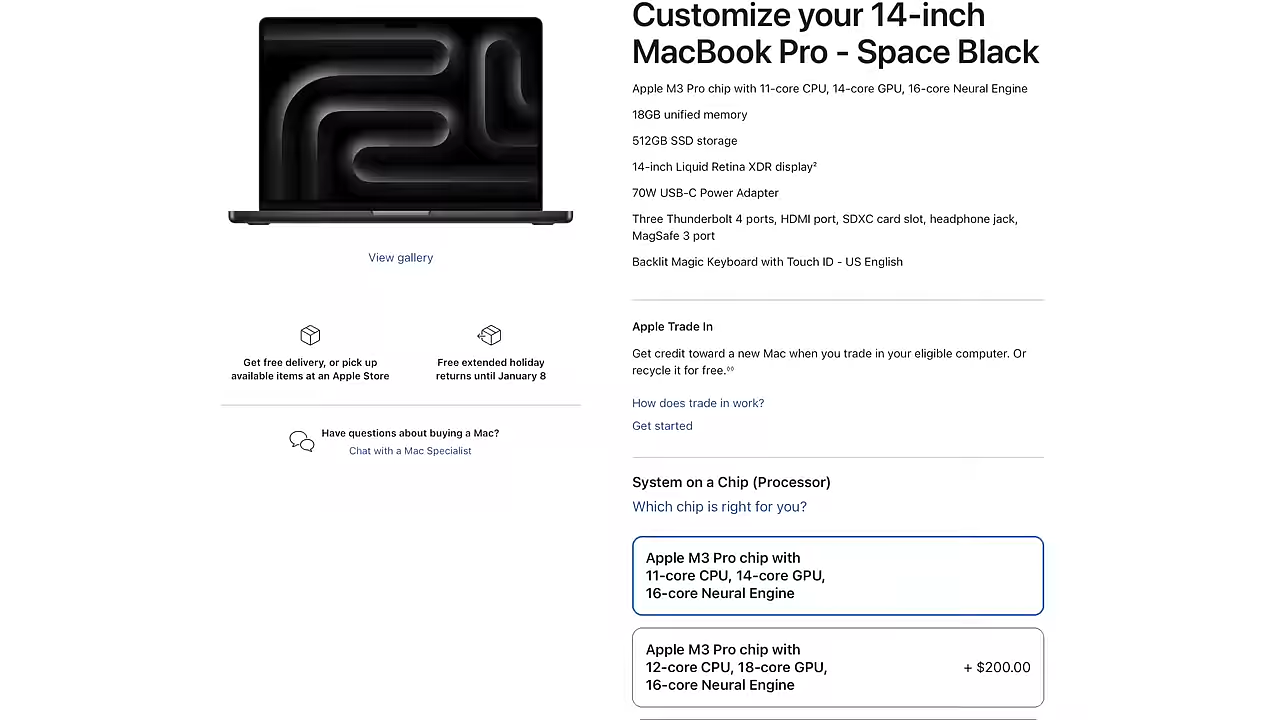 Customize your 14-inch
MacBook Pro - Space Black
Apple M3 Pro chip with 11-core CPU, 14-core GPU, 16-core Neural Engine
18GB unified memory
512GB SSD storage
14-inch Liquid Retina XDR display²
70W USB-C Power Adapter
Three Thunderbolt 4 ports, HDMI port, SDXC card slot, headphone jack,
MagSafe 3 port
Backlit Magic Keyboard with Touch ID - US English
View gallery
Get free delivery, or pick up
available items at an Apple Store
Free extended holiday
returns until January 8
Have questions about buying a Mac?
Chat with a Mac Specialist
Apple Trade In
Get credit toward a new Mac when you trade in your eligible computer. Or
recycle it for free.◊◊
How does trade in work?
Get started
System on a Chip (Processor)
Which chip is right for you?
Apple M3 Pro chip with
11-core CPU, 14-core GPU,
16-core Neural Engine
Apple M3 Pro chip with
12-core CPU, 18-core GPU,
16-core Neural Engine
+ $200.00